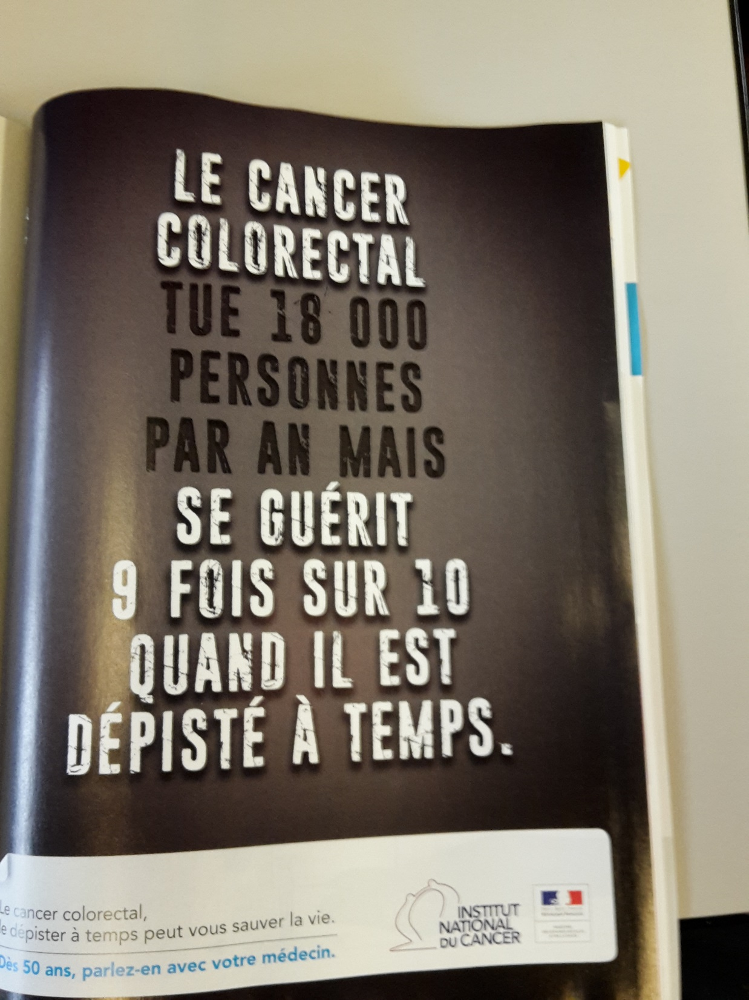 LE CANCER
COLORECTAL
TUE 18 000
PERSONNES
PAR AN MAIS
SE GUÉRIT
9 FOIS SUR 10
QUAND IL EST
DÉPISTÉ À TEMPS.
Le cancer colorectal,
le dépister à temps peut vous sauver la vie.
Dès 50 ans, parlez-en avec votre médecin.
INSTITUT
NATIONAL
DU CANCER